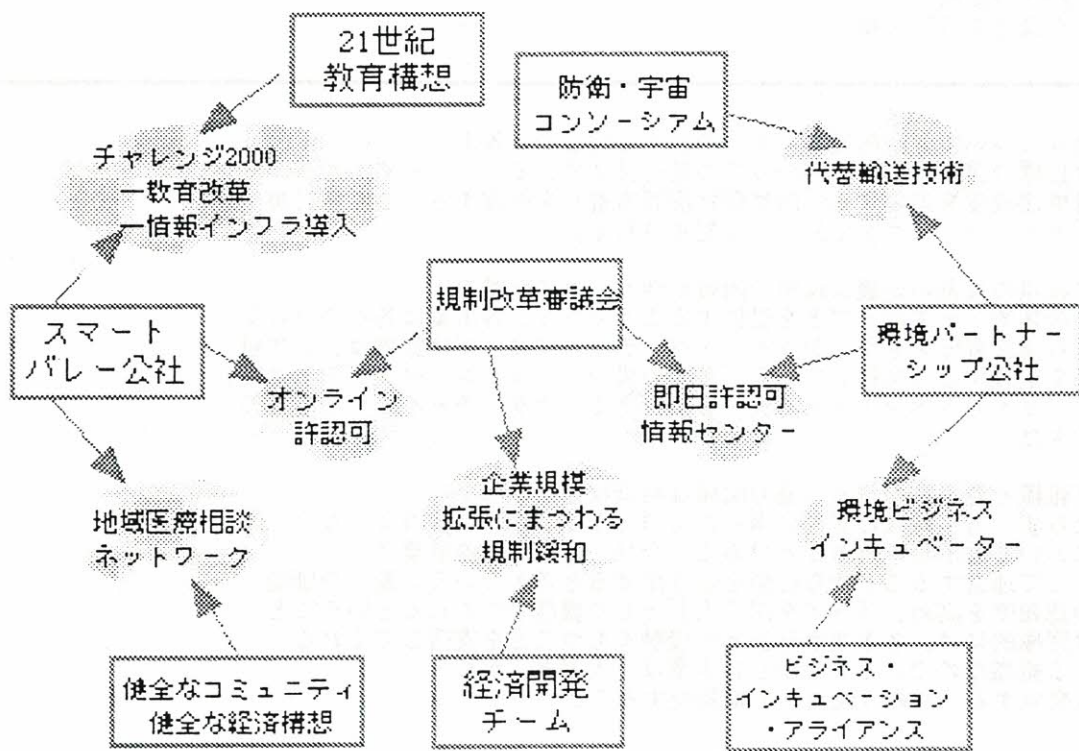 21世紀
教育構想
防衛・宇宙
コンソーシアム
チャレンジ2000
ー教育改革
ー情報インフラ導入
代替輸送技術
規制改革審議会
スマート
バレー公社
環境パートナー
シップ公社
オンライン
許認可
即日許認可
情報センター
企業規模
拡張にまつわる
規制緩和
地域医療相談
ネットワーク
環境ビジネス
インキュベーター
健全なコミュニティ
健全な経済構想
経済開発
チーム
ビジネス・
インキュベーション
・アライアンス